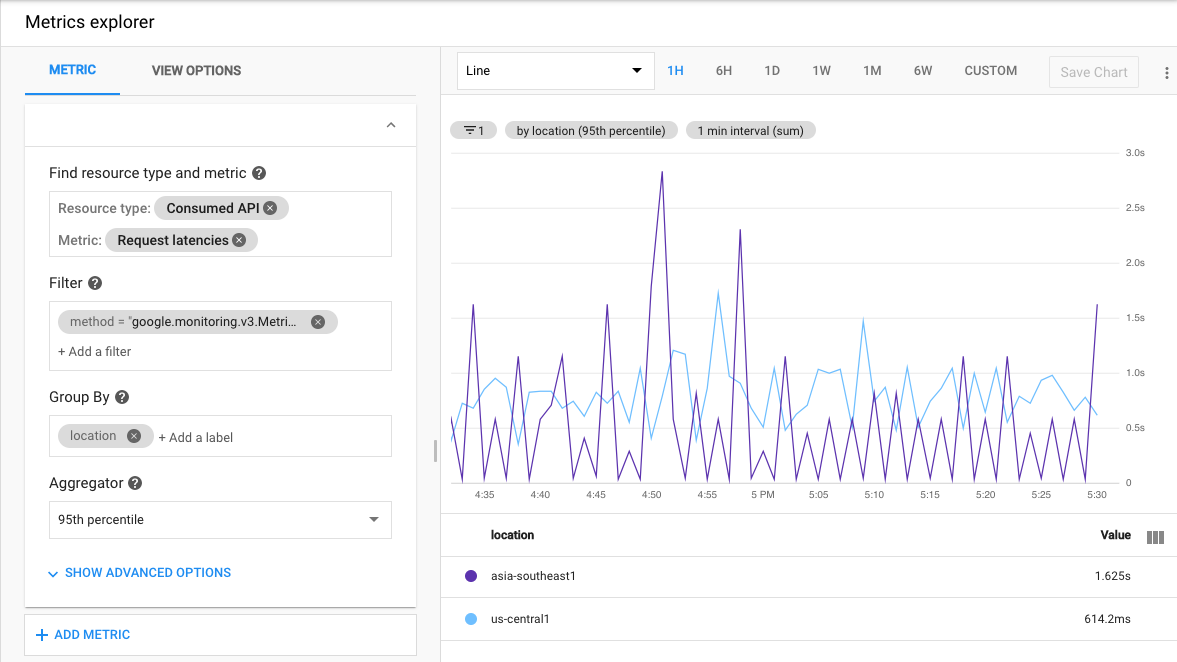 Metrics explorer
METRIC VIEW OPTIONS
Find resource type and metric ?
Resource type: Consumed API
Metric: Request latencies
Filter ?
method = "google.monitoring.v3.Metri...
+ Add a filter
Group By ?
location + Add a label
Aggregator ?
95th percentile
SHOW ADVANCED OPTIONS
+ ADD METRIC
Line 1H 6H 1D 1W 1M 6W CUSTOM Save Chart
1 by location (95th percentile) 1 min interval (sum)
3.0s
2.5s
2.0s
1.5s
1.0s
0.5s
0
4:35 4:40 4:45 4:50 4:55 5 PM 5:05 5:10 5:15 5:20 5:25 5:30
location Value
asia-southeast1 1.625s
us-central1 614.2ms